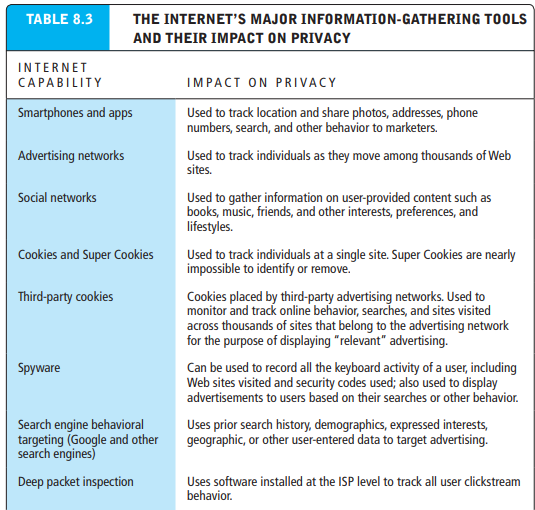 TABLE 8.3
THE INTERNET'S MAJOR INFORMATION-GATHERING TOOLS
AND THEIR IMPACT ON PRIVACY
INTERNET
CAPABILITY
IMPACT ON PRIVACY
Smartphones and apps
Used to track location and share photos, addresses, phone
numbers, search, and other behavior to marketers.
Advertising networks
Used to track individuals as they move among thousands of Web
sites.
Social networks
Used to gather information on user-provided content such as
books, music, friends, and other interests, preferences, and
lifestyles.
Cookies and Super Cookies
Used to track individuals at a single site. Super Cookies are nearly
impossible to identify or remove.
Third-party cookies
Cookies placed by third-party advertising networks. Used to
monitor and track online behavior, searches, and sites visited
across thousands of sites that belong to the advertising network
for the purpose of displaying "relevant" advertising.
Spyware
Can be used to record all the keyboard activity of a user, including
Web sites visited and security codes used; also used to display
advertisements to users based on their searches or other behavior.
Search engine behavioral
targeting (Google and other
search engines)
Uses prior search history, demographics, expressed interests,
geographic, or other user-entered data to target advertising.
Deep packet inspection
Uses software installed at the ISP level to track all user clickstream
behavior.